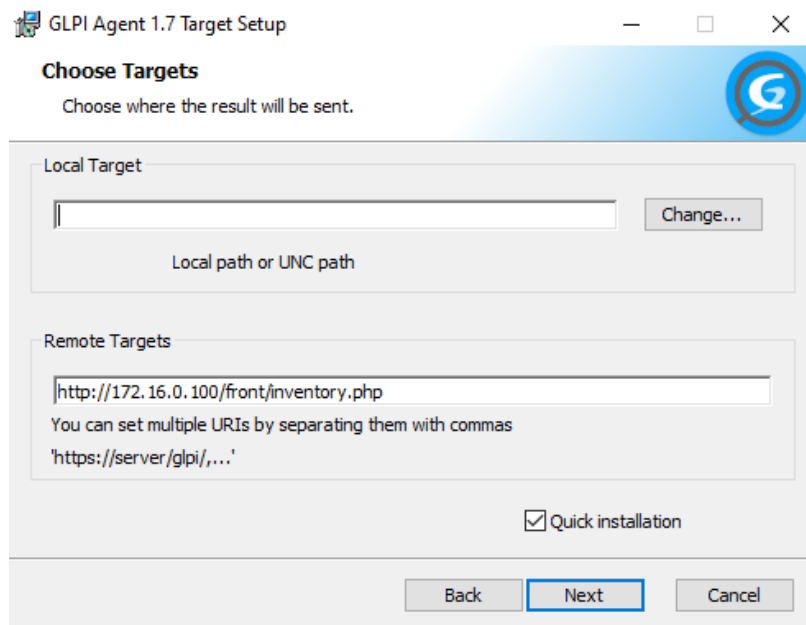 GLPI Agent 1.7 Target Setup
Choose Targets
Choose where the result will be sent.
Local Target
Change...
Local path or UNC path
Remote Targets
http://172.16.0.100/front/inventory.php
You can set multiple URIs by separating them with commas
'https://server/glpi/,...'
Quick installation
Back Next Cancel